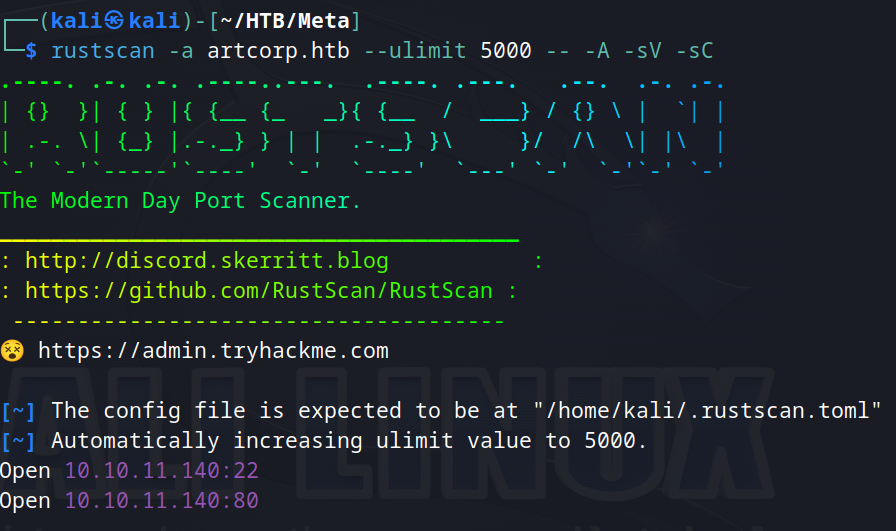 ┌──(kali㉿kali)-[~/HTB/Meta]
└─$ rustscan -a artcorp.htb --ulimit 5000 -- -A -sV -sC
.----. .-. .-. .----..---.  .----. .---.   .--.  .-. .-.
| {}  }| { } |{ {__ {_   _}{ {__  /  ___} / {} \ |  `| |
| .-. \| {_} |.-._} } | |  .-._} }\     }/  /\  \| |\  |
`-' `-'`-----'`----'  `-'  `----'  `---' `-'  `-'`-' `-'
The Modern Day Port Scanner.
________________________________________
: http://discord.skerritt.blog           :
: https://github.com/RustScan/RustScan :
 --------------------------------------
😵 https://admin.tryhackme.com
[~] The config file is expected to be at "/home/kali/.rustscan.toml"
[~] Automatically increasing ulimit value to 5000.
Open 10.10.11.140:22
Open 10.10.11.140:80
KALI LINUX